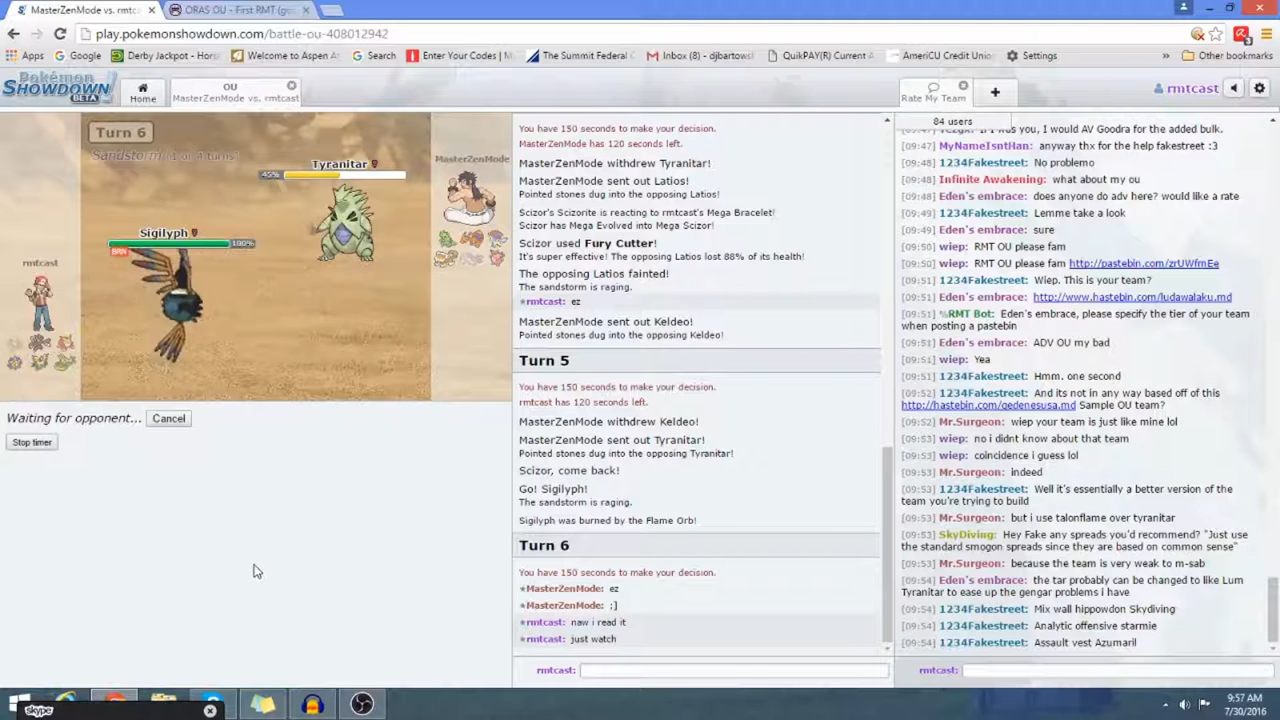 MasterZenMode vs. rmtc
ORAS OU - First RMT (g
play.pokemonshowdown.com/battle-ou-408012942
Apps
Google
Derby Jackpot - Hors
Welcome to Aspen A
Search
Enter Your Codes | M
The Summit Federal C
Inbox (8) - djbartow
QuikPAY(R) Current A
AmeriCU Credit Unio
Settings
Other bookmarks
Pokémon
SHOWDOWN
BETA
Home
OU
MasterZenMode vs. rmtcast
Rate My Team
rmtcast
Turn 6
Tyranitar
45%
Sigilyph
100%
BRN
rmtcast
MasterZenMode
Waiting for opponent...
Cancel
Stop timer
You have 150 seconds to make your decision.
MasterZenMode has 120 seconds left.
MasterZenMode withdrew Tyranitar!
MasterZenMode sent out Latios!
Pointed stones dug into the opposing Latios!
Scizor's Scizorite is reacting to rmtcast's Mega Bracelet!
Scizor has Mega Evolved into Mega Scizor!
Scizor used Fury Cutter!
It's super effective! The opposing Latios lost 88% of its health!
The opposing Latios fainted!
The sandstorm is raging.
★rmtcast: ez
MasterZenMode sent out Keldeo!
Pointed stones dug into the opposing Keldeo!
Turn 5
You have 150 seconds to make your decision.
rmtcast has 120 seconds left.
MasterZenMode withdrew Keldeo!
MasterZenMode sent out Tyranitar!
Pointed stones dug into the opposing Tyranitar!
Scizor, come back!
Go! Sigilyph!
The sandstorm is raging.
Sigilyph was burned by the Flame Orb!
Turn 6
You have 150 seconds to make your decision.
★MasterZenMode: ez
★MasterZenMode: ;]
★rmtcast: naw i read it
★rmtcast: just watch
rmtcast:
84 users
[09:47] MyNameIsntHan: anyway thx for the help fakestreet :3
[09:48] 1234Fakestreet: No problemo
[09:48] Infinite Awakening: what about my ou
[09:48] Eden's embrace: does anyone do adv here? would like a rate
[09:49] 1234Fakestreet: Lemme take a look
[09:49] Eden's embrace: sure
[09:50] wiep: RMT OU please fam
[09:50] wiep: RMT OU please fam http://pastebin.com/zrUWfmEe
[09:51] 1234Fakestreet: Wiep. This is your team?
[09:51] Eden's embrace: http://www.hastebin.com/ludawalaku.md
[09:51] %RMT Bot: Eden's embrace, please specify the tier of your team
when posting a pastebin
[09:51] Eden's embrace: ADV OU my bad
[09:51] wiep: Yea
[09:51] 1234Fakestreet: Hmm. one second
[09:52] 1234Fakestreet: And its not in any way based off of this
http://hastebin.com/qedenesusa.md Sample OU team?
[09:52] Mr.Surgeon: wiep your team is just like mine lol
[09:53] wiep: no i didnt know about that team
[09:53] wiep: coincidence i guess lol
[09:53] Mr.Surgeon: indeed
[09:53] 1234Fakestreet: Well it's essentially a better version of the
team you're trying to build
[09:53] Mr.Surgeon: but i use talonflame over tyranitar
[09:53] SkyDiving: Hey Fake any spreads you'd recommend? "Just use
the standard smogon spreads since they are based on common sense"
[09:53] Mr.Surgeon: because the team is very weak to m-sab
[09:54] Eden's embrace: the tar probably can be changed to like Lum
Tyranitar to ease up the gengar problems i have
[09:54] 1234Fakestreet: Mix wall hippowdon Skydiving
[09:54] 1234Fakestreet: Analytic offensive starmie
[09:54] 1234Fakestreet: Assault vest Azumaril
rmtcast:
skype
9:57 AM
7/30/2016